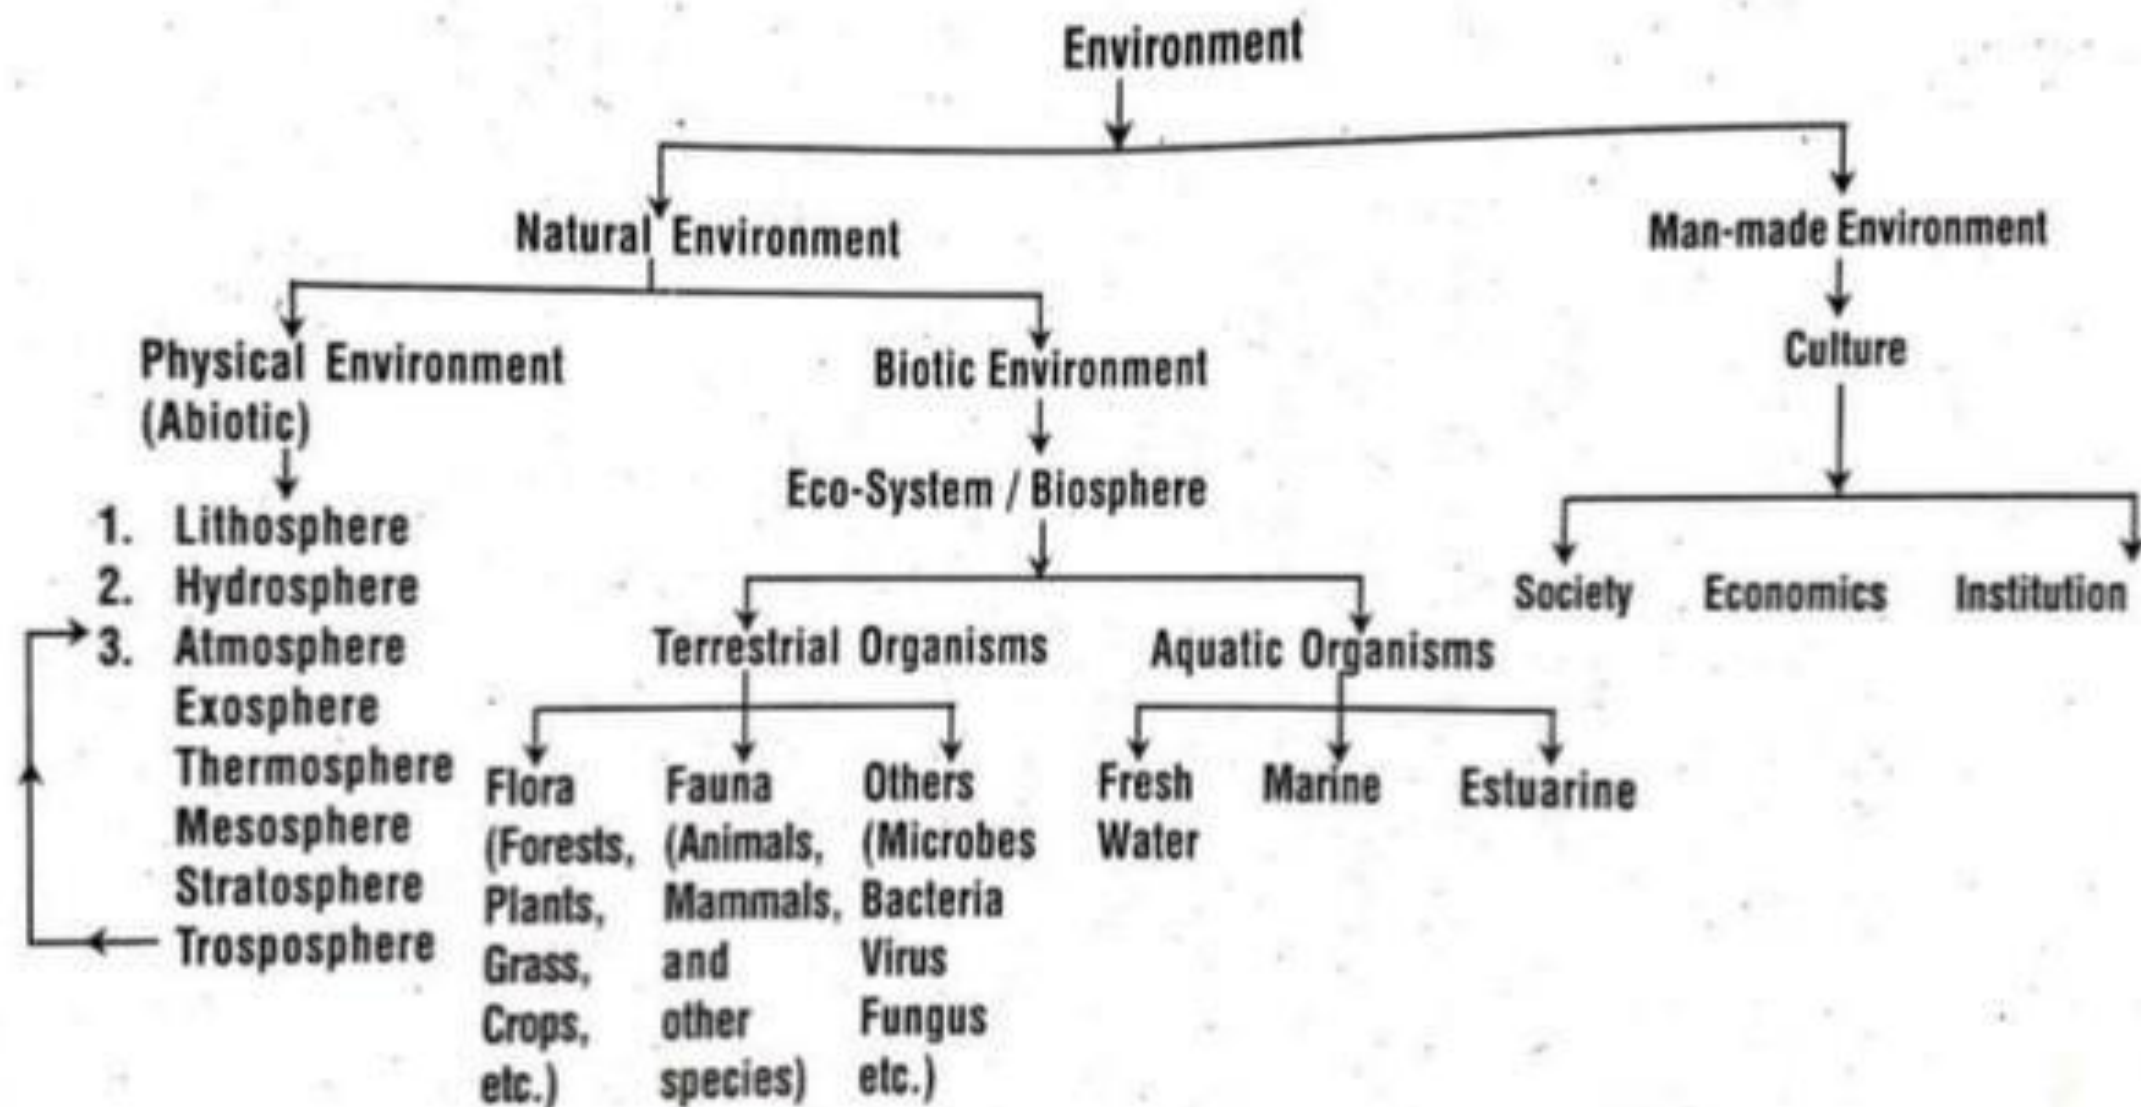 Environment
Natural Environment
Man-made Environment
Physical Environment
(Abiotic)
1. Lithosphere
2. Hydrosphere
3. Atmosphere
Exosphere
Thermosphere
Mesosphere
Stratosphere
Trosposphere
Biotic Environment
Eco-System / Biosphere
Terrestrial Organisms
Flora
(Forests,
Plants,
Grass,
Crops,
etc.)
Fauna
(Animals,
Mammals,
and
other
species)
Others
(Microbes
Bacteria
Virus
Fungus
etc.)
Aquatic Organisms
Fresh
Water
Marine
Estuarine
Culture
Society Economics Institution